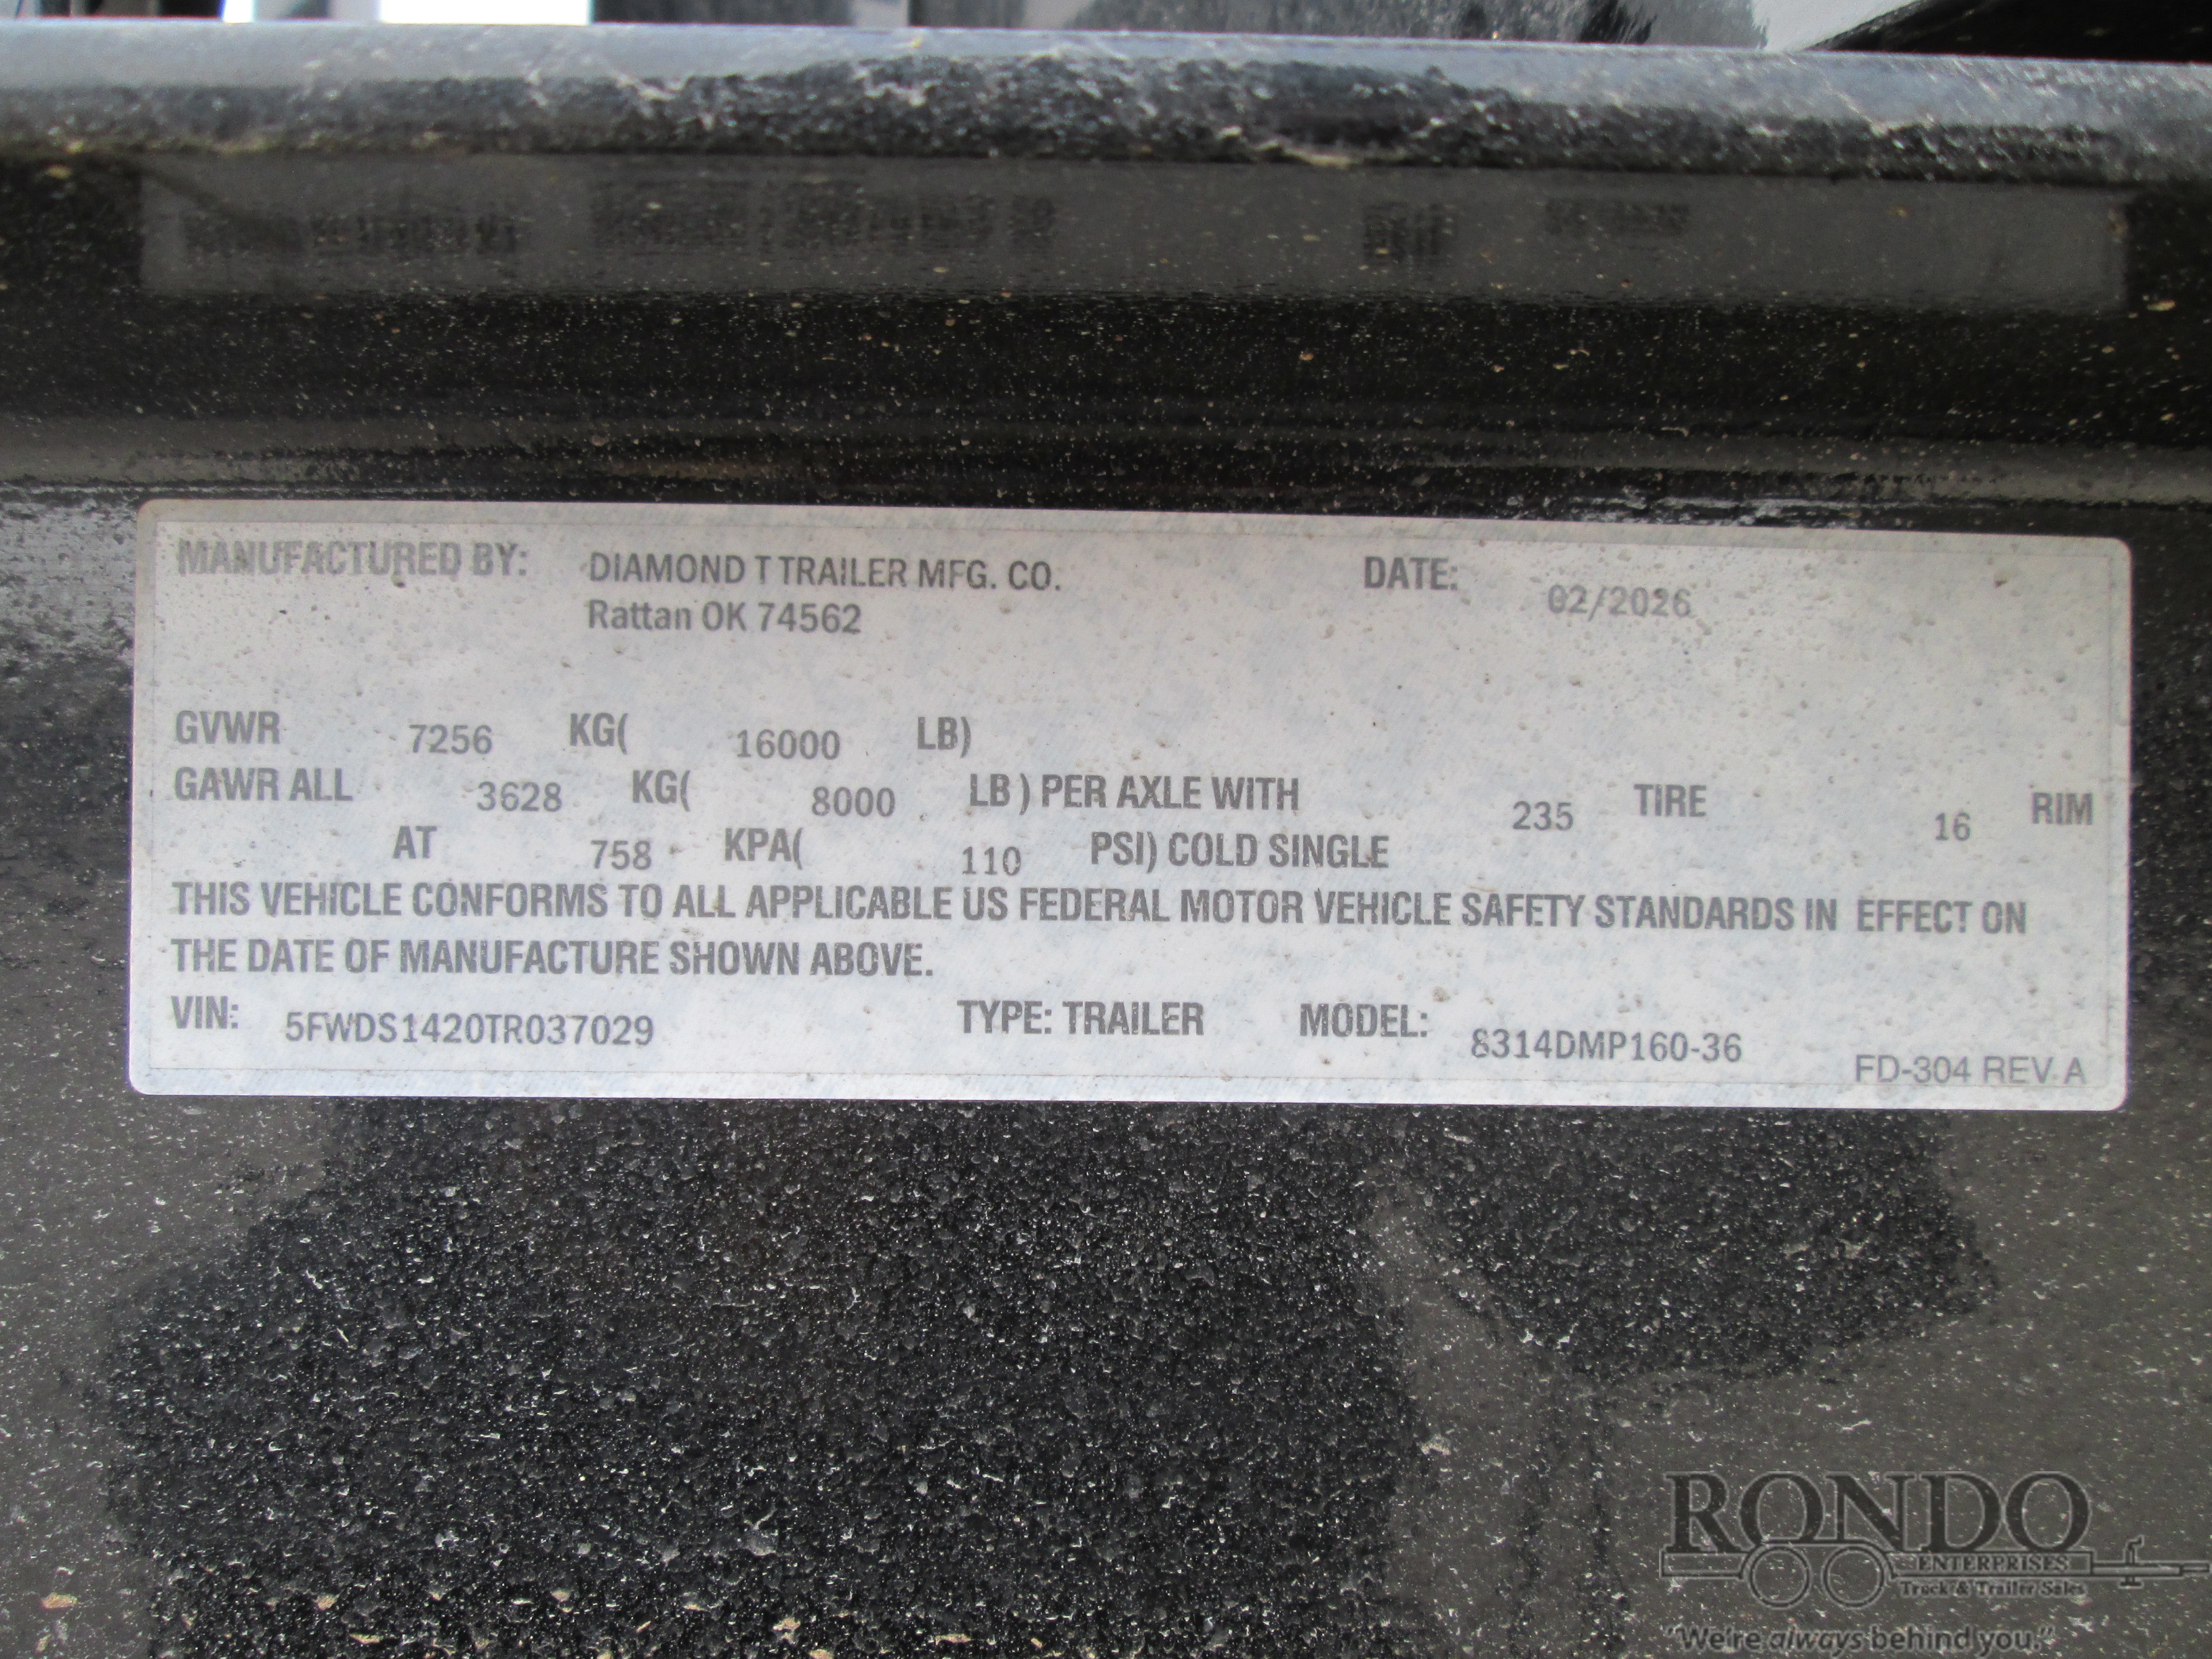 MANUFACTURED BY: DIAMOND T TRAILER MFG. CO. DATE: 02/2026
Rattan OK 74562
GVWR 7256 KG( 16000 LB)
GAWR ALL 3628 KG( 8000 LB ) PER AXLE WITH 235 TIRE 16 RIM
AT 758 KPA( 110 PSI) COLD SINGLE
THIS VEHICLE CONFORMS TO ALL APPLICABLE US FEDERAL MOTOR VEHICLE SAFETY STANDARDS IN EFFECT ON
THE DATE OF MANUFACTURE SHOWN ABOVE.
VIN: 5FWDS1420TR037029 TYPE: TRAILER MODEL: 8314DMP160-36
FD-304 REV. A
RONDO
ENTERPRISES
Truck & Trailer Sales
"We're always behind you."